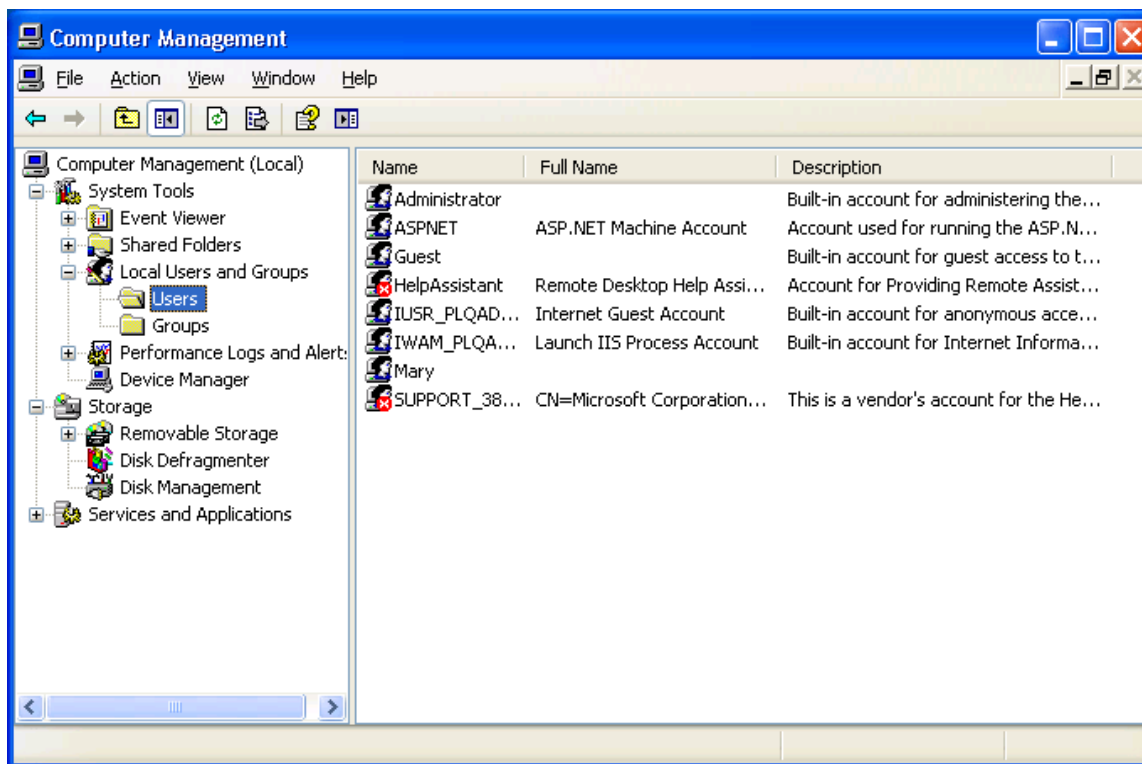 Computer Management
File Action View Window Help
Computer Management (Local)
System Tools
Event Viewer
Shared Folders
Local Users and Groups
Users
Groups
Performance Logs and Alert:
Device Manager
Storage
Removable Storage
Disk Defragmenter
Disk Management
Services and Applications
Name Full Name Description
Administrator Built-in account for administering the...
ASPNET ASP.NET Machine Account Account used for running the ASP.N...
Guest Built-in account for guest access to t...
HelpAssistant Remote Desktop Help Assi... Account for Providing Remote Assist...
IUSR_PLQAD... Internet Guest Account Built-in account for anonymous acce...
IWAM_PLQA... Launch IIS Process Account Built-in account for Internet Informa...
Mary
SUPPORT_38... CN=Microsoft Corporation... This is a vendor's account for the He...